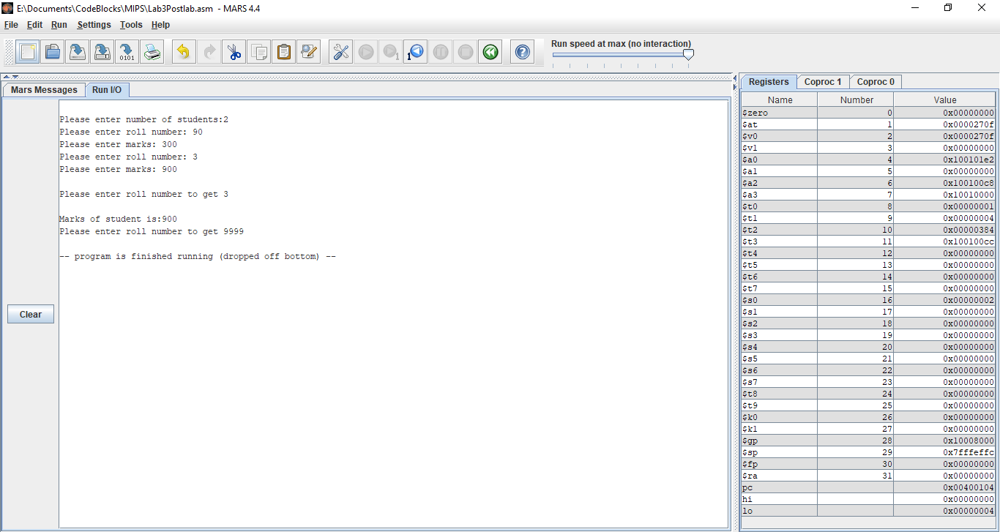 E:\Documents\CodeBlocks\MIPS\Lab3Postlab.asm - MARS 4.4
File Edit Run Settings Tools Help
Run speed at max (no interaction)
Mars Messages Run I/O
Please enter number of students:2
Please enter roll number: 90
Please enter marks: 300
Please enter roll number: 3
Please enter marks: 900
Please enter roll number to get 3
Marks of student is:900
Please enter roll number to get 9999
-- program is finished running (dropped off bottom) --
Clear
Registers Coproc 1 Coproc 0
Name Number Value
$zero 0 0x00000000
$at 1 0x0000270f
$v0 2 0x0000270f
$v1 3 0x00000000
$a0 4 0x100101e2
$a1 5 0x00000000
$a2 6 0x100100c8
$a3 7 0x10010000
$t0 8 0x00000001
$t1 9 0x00000004
$t2 10 0x00000384
$t3 11 0x100100cc
$t4 12 0x00000000
$t5 13 0x00000000
$t6 14 0x00000000
$t7 15 0x00000000
$s0 16 0x00000002
$s1 17 0x00000000
$s2 18 0x00000000
$s3 19 0x00000000
$s4 20 0x00000000
$s5 21 0x00000000
$s6 22 0x00000000
$s7 23 0x00000000
$t8 24 0x00000000
$t9 25 0x00000000
$k0 26 0x00000000
$k1 27 0x00000000
$gp 28 0x10008000
$sp 29 0x7fffeffc
$fp 30 0x00000000
$ra 31 0x00000000
pc 0x00400104
hi 0x00000000
lo 0x00000004